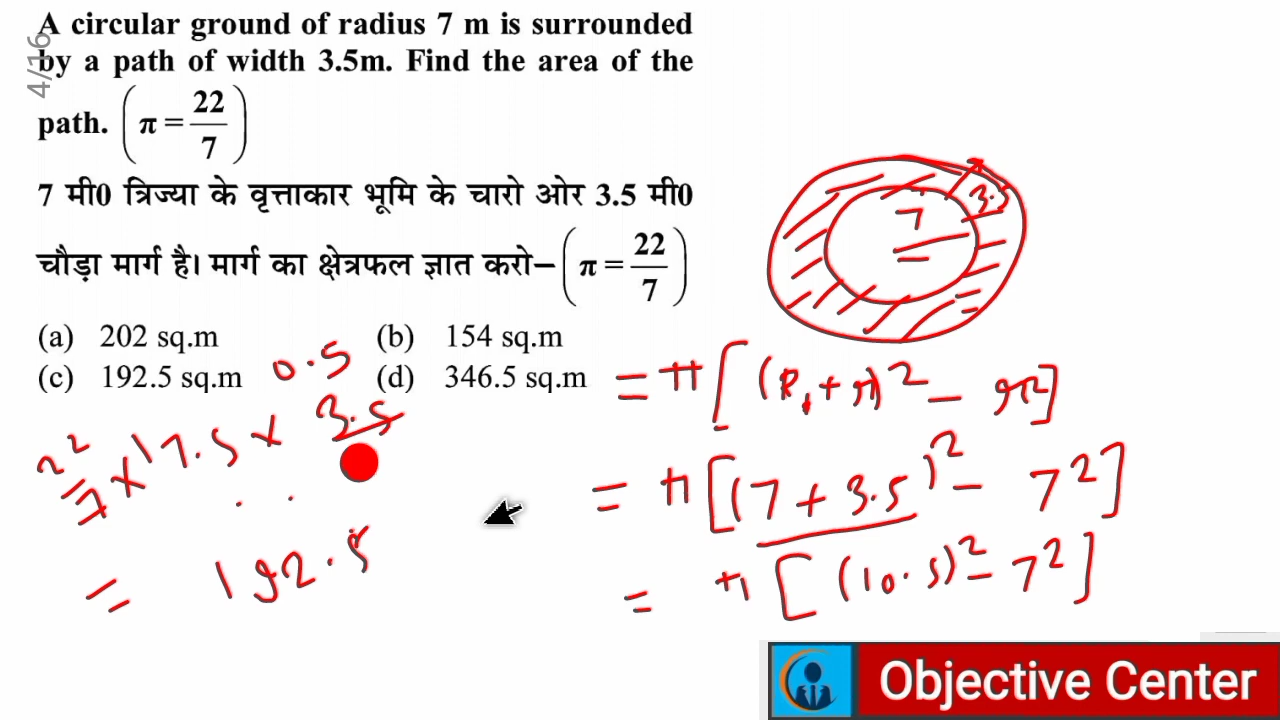 4/16
A circular ground of radius 7 m is surrounded
by a path of width 3.5m. Find the area of the
path. (π = 22/7)
7 मी0 त्रिज्या के वृत्ताकार भूमि के चारो ओर 3.5 मी0
चौड़ा मार्ग है। मार्ग का क्षेत्रफल ज्ञात करो– (π = 22/7)
(a) 202 sq.m (b) 154 sq.m
(c) 192.5 sq.m (d) 346.5 sq.m
7
3.5
= π[(R + r)² – r²]
= π[(7 + 3.5)² – 7²]
= π[(10.5)² – 7²]
0.5
22/7 × 17.5 × 3.5
= 192.5
Objective Center